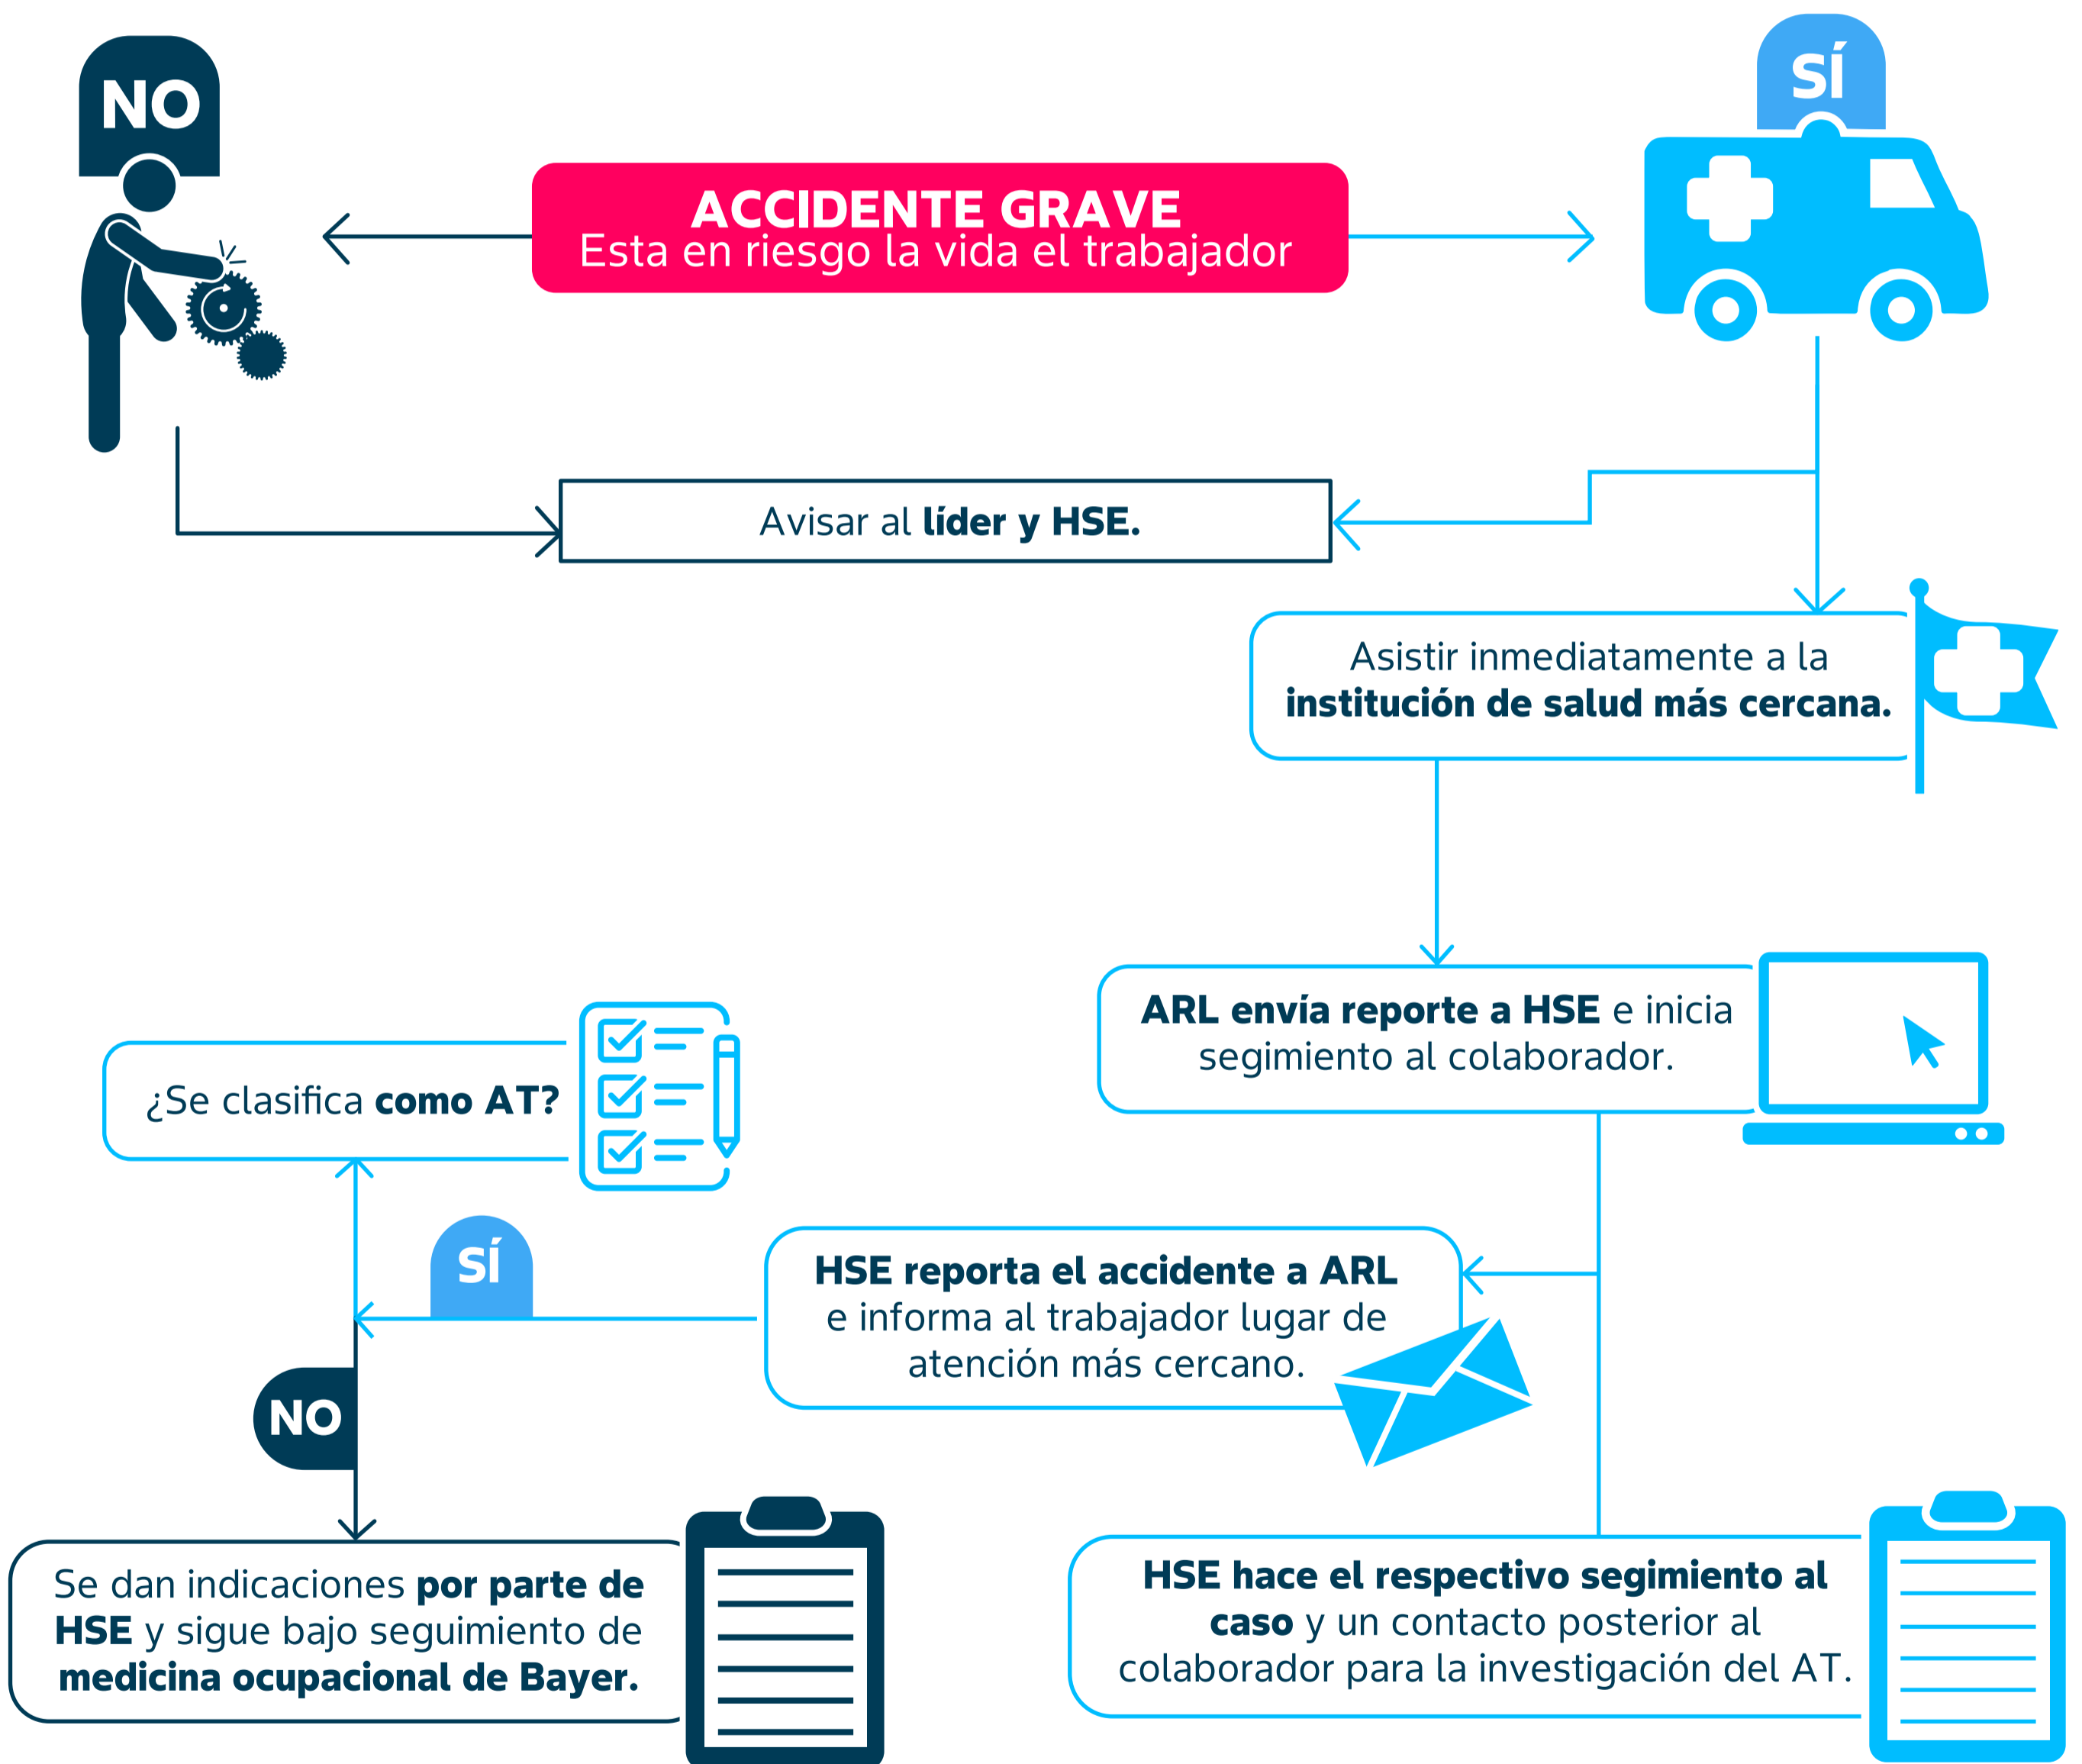 NO
SÍ
ACCIDENTE GRAVE
Esta en riesgo la vida el trabajador
Avisar al líder y HSE.
Asistir inmediatamente a la
institución de salud más cercana.
ARL envía reporte a HSE e inicia
segimiento al colaborador.
¿Se clasifica como AT?
SÍ
HSE reporta el accidente a ARL
e informa al trabajador lugar de
atención más cercano.
NO
Se dan indicaciones por parte de
HSE y sigue bajo seguimiento de
medicina ocupacional de Bayer.
HSE hace el respectivo segimiento al
caso y un contacto posterior al
colaborador para la investigación del AT.